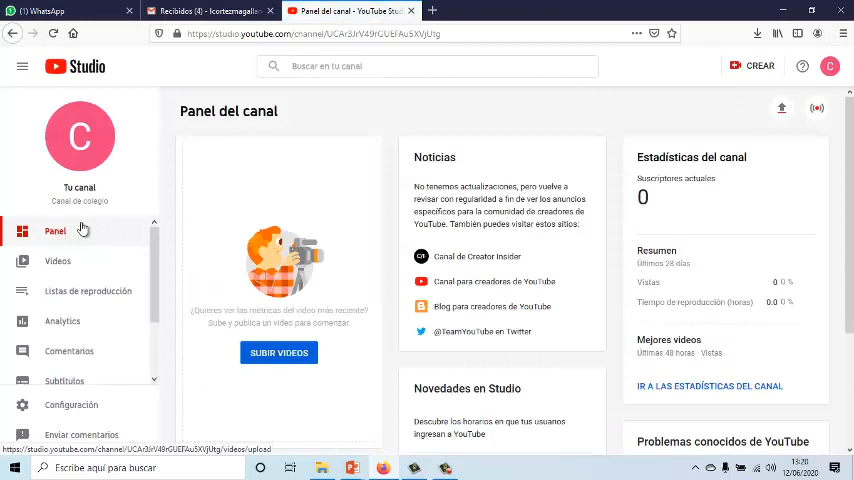 (1) WhatsApp
Recibidos (4) - lcortezmagallan
Panel del canal - YouTube Stud
https://studio.youtube.com/channel/UCAr3JrV49rGUEFAu5XVjUtg
Studio
Buscar en tu canal
CREAR
C
C
Tu canal
Canal de colegio
Panel
Videos
Listas de reproducción
Analytics
Comentarios
Subtítulos
Configuración
Enviar comentarios
Panel del canal
¿Quieres ver las métricas del video más reciente?
Sube y publica un video para comenzar.
SUBIR VIDEOS
Noticias
No tenemos actualizaciones, pero vuelve a
revisar con regularidad a fin de ver los anuncios
específicos para la comunidad de creadores de
YouTube. También puedes visitar estos sitios:
Canal de Creator Insider
Canal para creadores de YouTube
Blog para creadores de YouTube
@TeamYouTube en Twitter
Novedades en Studio
Descubre los horarios en que tus usuarios
ingresan a YouTube
Estadísticas del canal
Suscriptores actuales
0
Resumen
Últimos 28 días
Vistas 0 0 %
Tiempo de reproducción (horas) 0.0 0 %
Mejores videos
Últimas 48 horas · Vistas
IR A LAS ESTADÍSTICAS DEL CANAL
Problemas conocidos de YouTube
https://studio.youtube.com/channel/UCAr3JrV49rGUEFAu5XVjUtg/videos/upload
Escribe aquí para buscar
13:20
12/06/2020